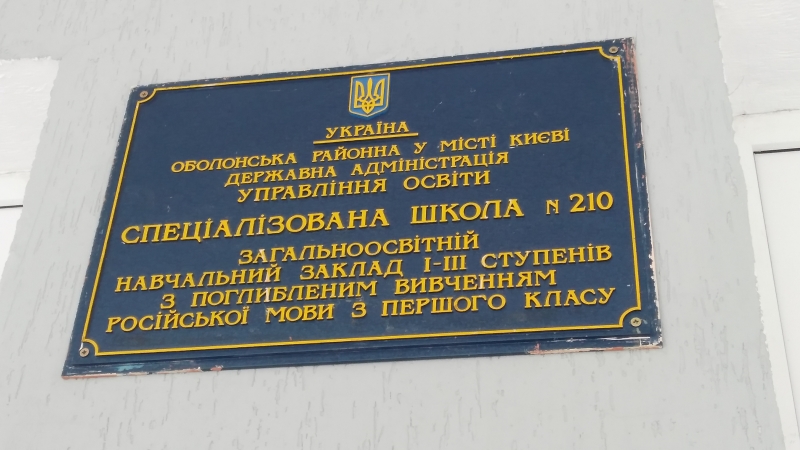 УКРАЇНА
ОБОЛОНСЬКА РАЙОННА У МІСТІ КИЄВІ
ДЕРЖАВНА АДМІНІСТРАЦІЯ
УПРАВЛІННЯ ОСВІТИ
СПЕЦІАЛІЗОВАНА ШКОЛА N 210
ЗАГАЛЬНООСВІТНІЙ
НАВЧАЛЬНИЙ ЗАКЛАД І-ІІІ СТУПЕНІВ
З ПОГЛИБЛЕНИМ ВИВЧЕННЯМ
РОСІЙСЬКОЇ МОВИ З ПЕРШОГО КЛАСУ